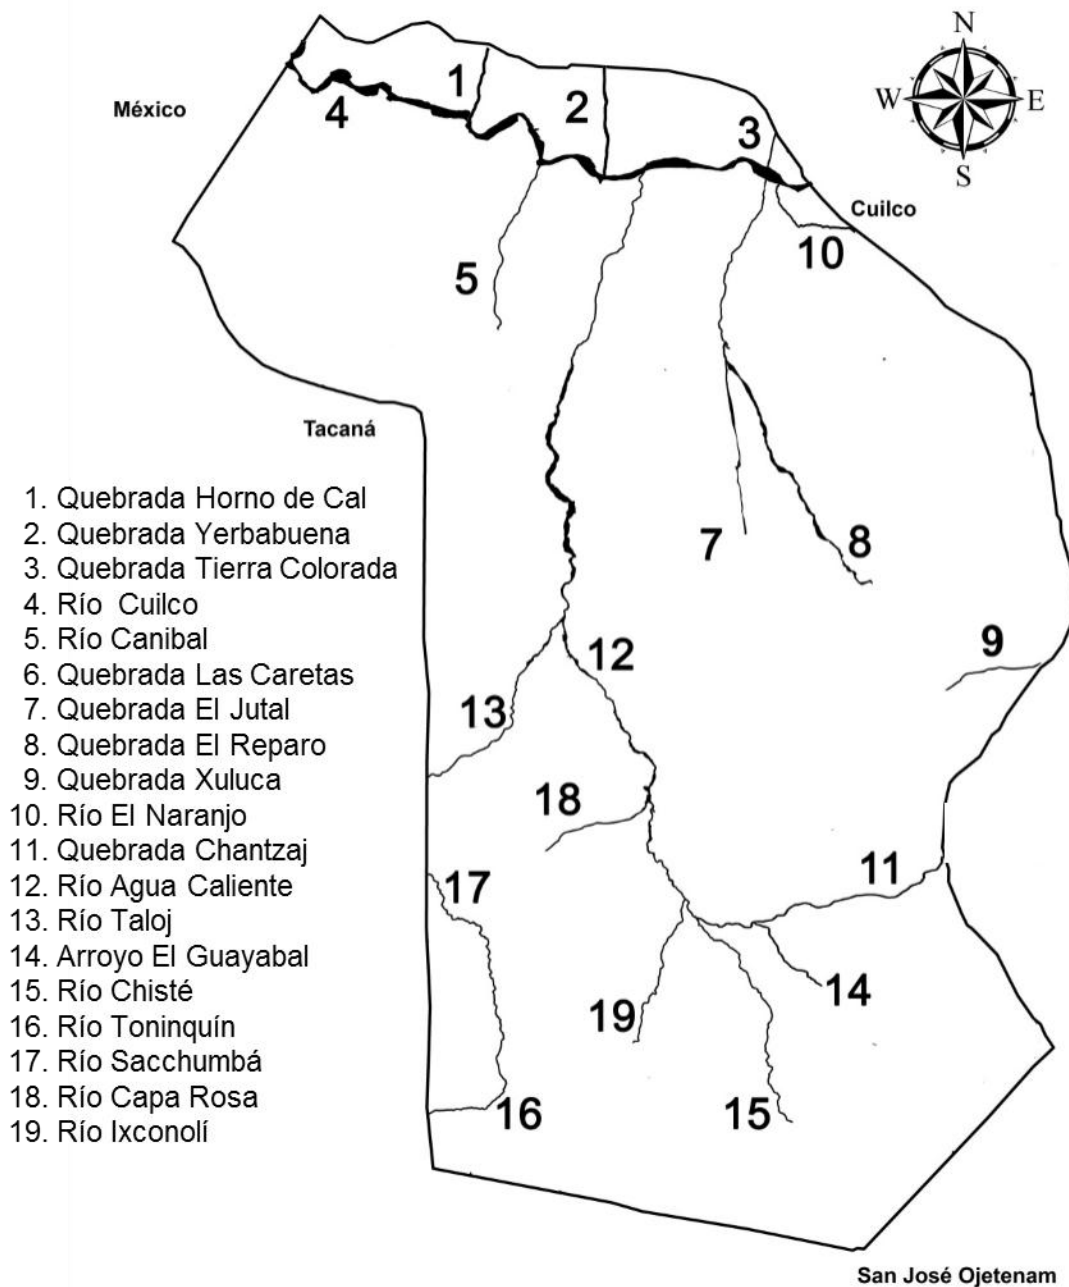 N
W
E
S
México
1
2
3
4
Cuilco
10
5
Tacaná
1. Quebrada Horno de Cal
2. Quebrada Yerbabuena
3. Quebrada Tierra Colorada
4. Río Cuilco
5. Río Canibal
6. Quebrada Las Caretas
7. Quebrada El Jutal
8. Quebrada El Reparo
9. Quebrada Xuluca
10. Río El Naranjo
11. Quebrada Chantzaj
12. Río Agua Caliente
13. Río Taloj
14. Arroyo El Guayabal
15. Río Chisté
16. Río Toninquín
17. Río Sacchumbá
18. Río Capa Rosa
19. Río Ixconolí
7
8
9
12
13
18
11
17
14
19
15
16
San José Ojetenam